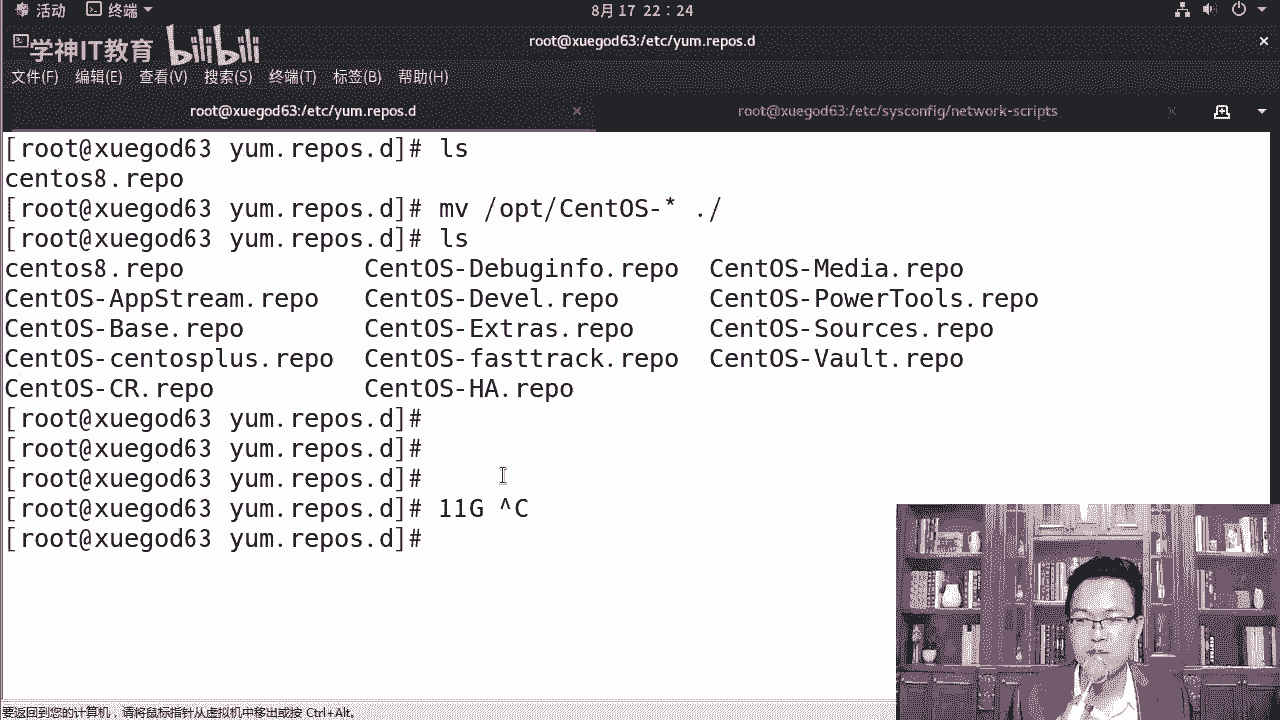 活动 终端 8月 17 22：24
学神IT教育 bilibili root@xuegod63:/etc/yum.repos.d
文件(F) 编辑(E) 查看(V) 搜索(S) 终端(T) 标签(B) 帮助(H)
root@xuegod63:/etc/yum.repos.d root@xuegod63:/etc/sysconfig/network-scripts
[root@xuegod63 yum.repos.d]# ls
centos8.repo
[root@xuegod63 yum.repos.d]# mv /opt/CentOS-* ./
[root@xuegod63 yum.repos.d]# ls
centos8.repo CentOS-Debuginfo.repo CentOS-Media.repo
CentOS-AppStream.repo CentOS-Devel.repo CentOS-PowerTools.repo
CentOS-Base.repo CentOS-Extras.repo CentOS-Sources.repo
CentOS-centosplus.repo CentOS-fasttrack.repo CentOS-Vault.repo
CentOS-CR.repo CentOS-HA.repo
[root@xuegod63 yum.repos.d]#
[root@xuegod63 yum.repos.d]#
[root@xuegod63 yum.repos.d]#
[root@xuegod63 yum.repos.d]# 11G ^C
[root@xuegod63 yum.repos.d]#
要返回到您的计算机，请将鼠标指针从虚拟机中移出或按 Ctrl+Alt。